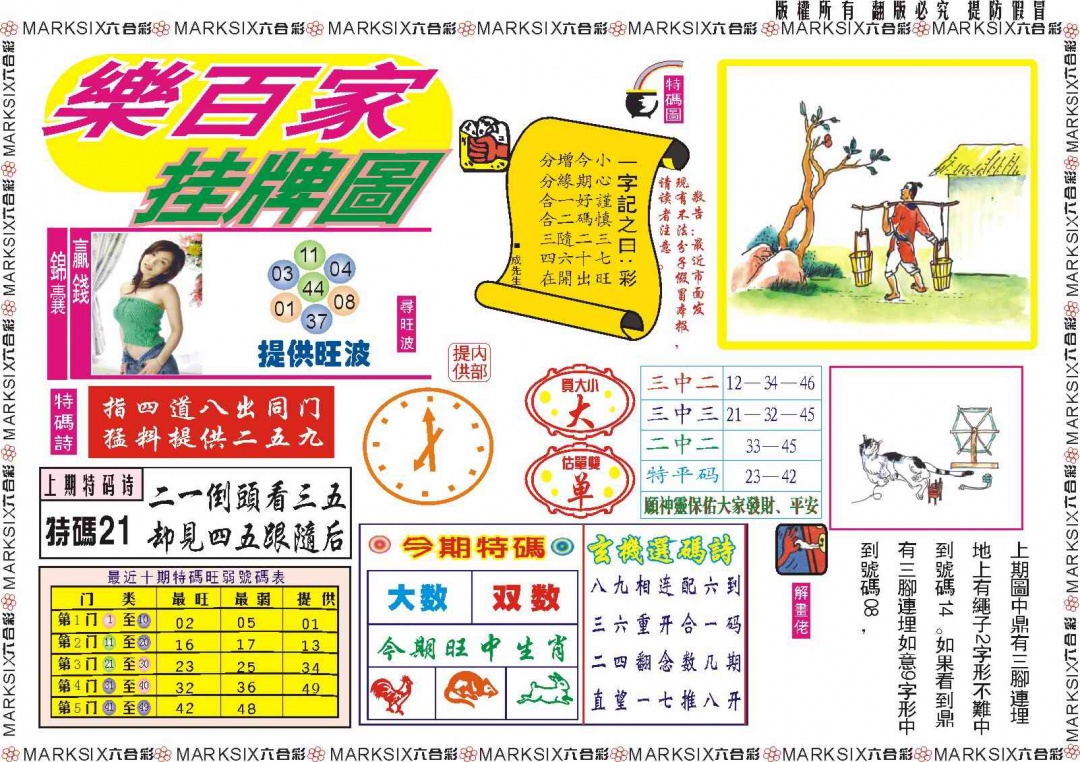 版權所有 翻版必究 提防假冒
MARKSIX六合彩 MARKSIX六合彩 MARKSIX六合彩 MARKSIX六合彩 MARKSIX六合彩 MARKSIX六合彩 MARKSIX六合彩
樂百家
挂牌圖
贏錢
錦囊
11
03
04
44
01
08
37
提供旺波
尋旺波
特碼圖
一字記之曰：彩
小心謹慎三七旺
今期好碼二十出
增緣一二隨六開
分分合合三四在
■成先生
敬告：最近市面发
现有不法分子假冒本报，
请读者注意。
内部
提供
特碼詩
指四道八出同门
猛料提供二五九
買大小
大
估單雙
单
三中二 12—34—46
三中三 21—32—45
二中二 33—45
特平码 23—42
願神靈保佑大家發財、平安
上期特码诗
特碼21
二一倒頭看三五
却見四五跟隨后
最近十期特碼旺弱號碼表
门 类 最旺 最弱 提供
第1门 1 至 10 02 05 01
第2门 11 至 20 16 17 13
第3门 21 至 30 23 25 34
第4门 31 至 40 32 36 49
第5门 41 至 49 42 48
今期特碼
大数 双数
今期旺中生肖
玄機選碼詩
八九相连配六到
三六重开合一码
二四翻念数几期
直望一七推八开
解畫佬
上期圖中鼎有三腳連埋
地上有繩子2字形不難中
到號碼14。如果看到鼎
有三腳連埋如意9字形中
到號碼08，
MARKSIX六合彩 MARKSIX六合彩 MARKSIX六合彩 MARKSIX六合彩 MARKSIX六合彩 MARKSIX六合彩 MARKSIX六合彩